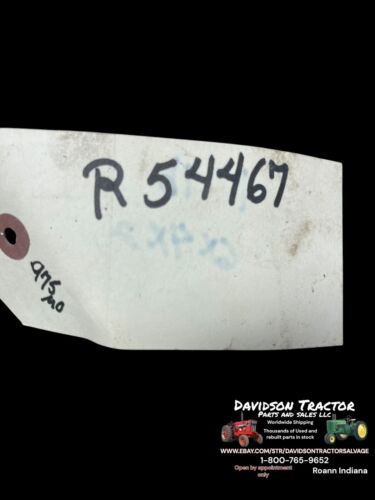 R54467
975
DAVIDSON TRACTOR
PARTS AND SALES LLC
Worldwide Shipping
Thousands of Used and
rebuilt parts in stock
WWW.EBAY.COM/STR/DAVIDSONTRACTORSALVAGE
1-800-765-9652
Open by appointment
only
Roann Indiana